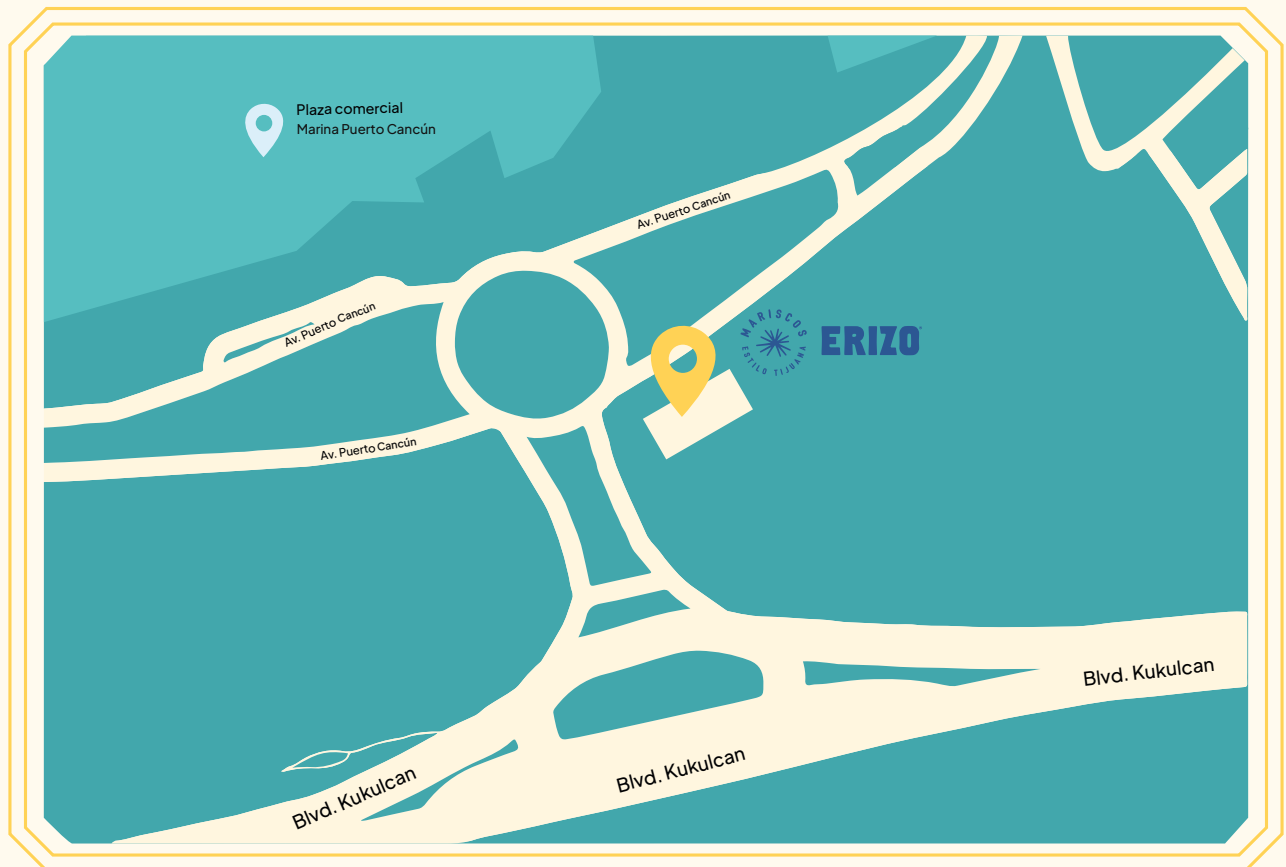 Plaza comercial
Marina Puerto Cancún
Av. Puerto Cancún
Av. Puerto Cancún
MARISCOS
ESTILO TIJUANA
ERIZO
Av. Puerto Cancún
Blvd. Kukulcan
Blvd. Kukulcan
Blvd. Kukulcan